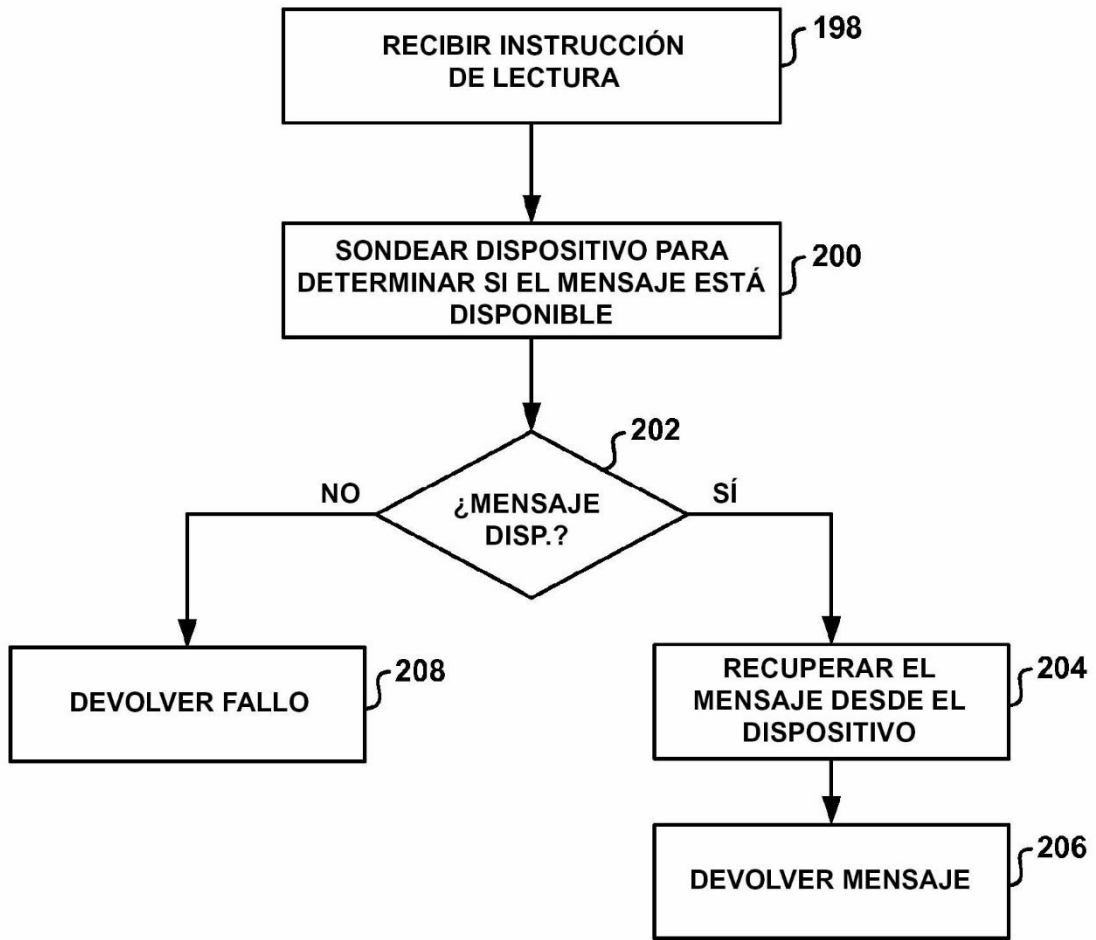 RECIBIR INSTRUCCIÓN
DE LECTURA
198
SONDEAR DISPOSITIVO PARA
DETERMINAR SI EL MENSAJE ESTÁ
DISPONIBLE
200
202
¿MENSAJE
DISP.?
NO
SÍ
DEVOLVER FALLO
208
RECUPERAR EL
MENSAJE DESDE EL
DISPOSITIVO
204
DEVOLVER MENSAJE
206